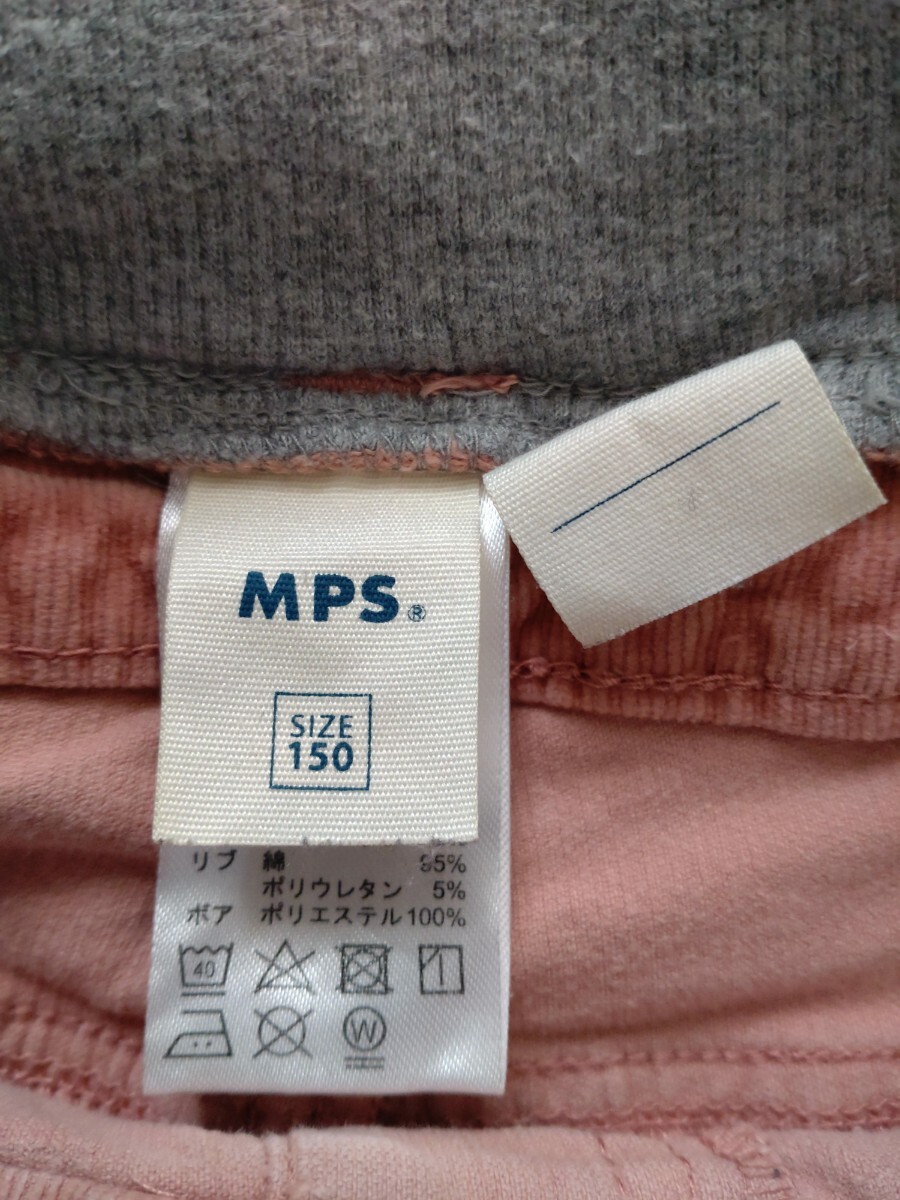 MPS®
SIZE
150
リブ 綿 95%
ポリウレタン 5%
ボア ポリエステル100%
40
W